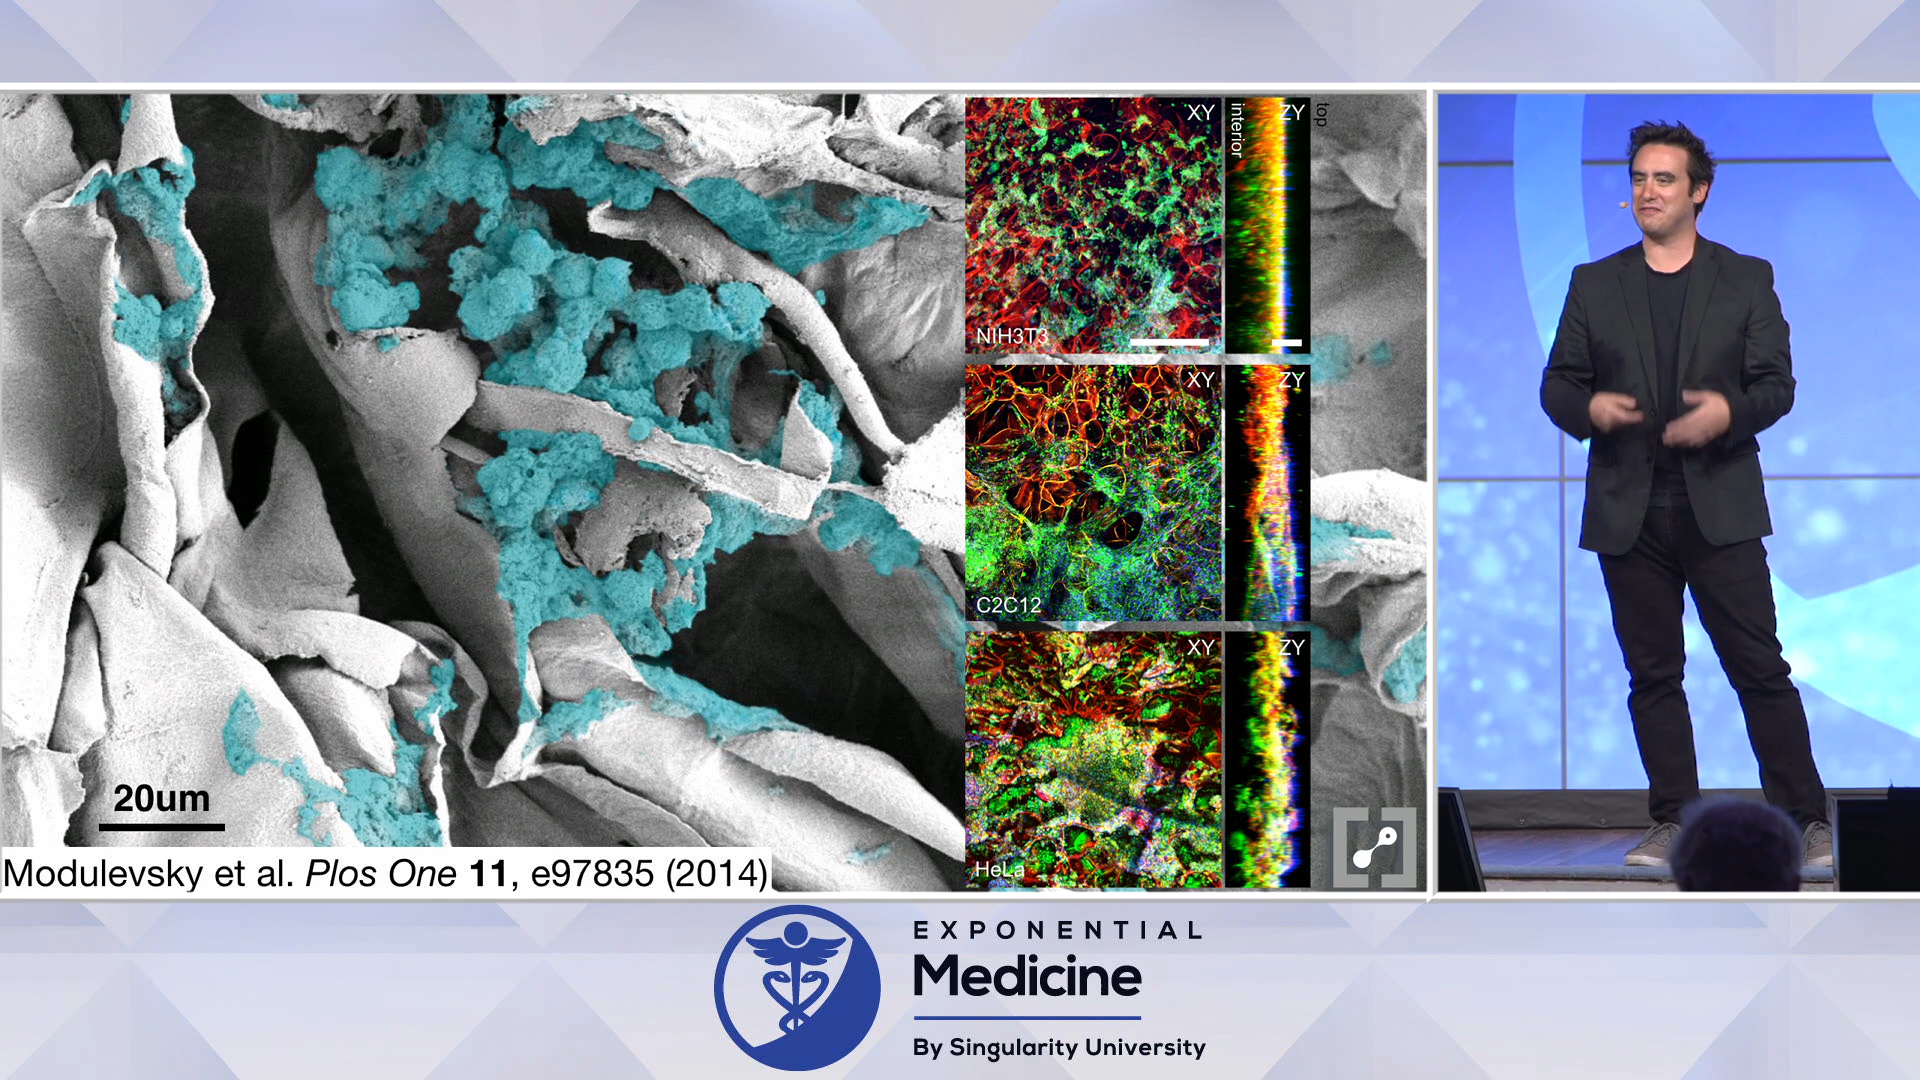 XY
interior
ZY
top
NIH3T3
XY
ZY
C2C12
XY
ZY
HeLa
20um
Modulevsky et al. Plos One 11, e97835 (2014)
EXPONENTIAL
Medicine
By Singularity University